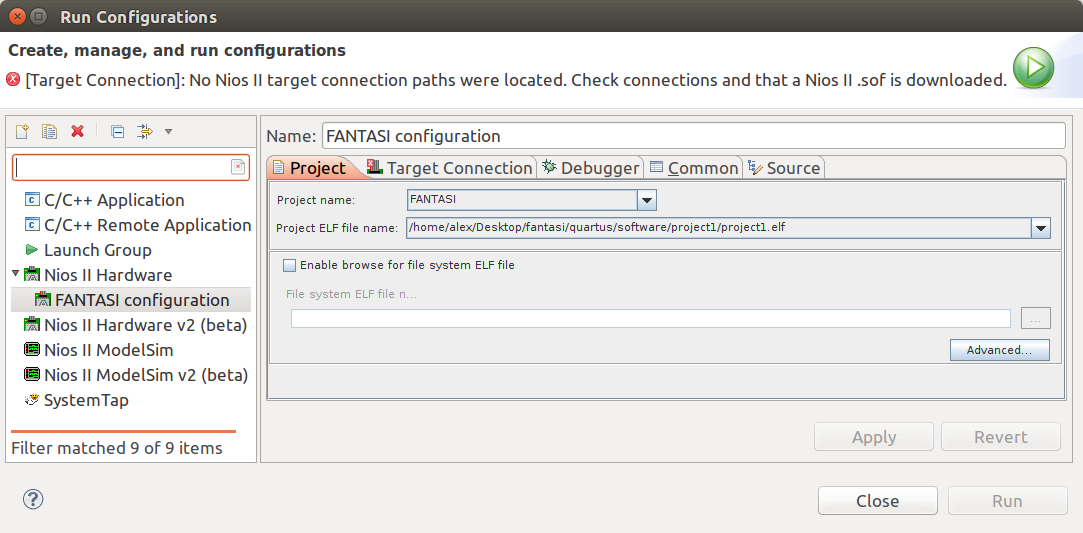 Run Configurations
Create, manage, and run configurations
[Target Connection]: No Nios II target connection paths were located. Check connections and that a Nios II .sof is downloaded.
C/C++ Application
C/C++ Remote Application
Launch Group
Nios II Hardware
FANTASI configuration
Nios II Hardware v2 (beta)
Nios II ModelSim
Nios II ModelSim v2 (beta)
SystemTap
Filter matched 9 of 9 items
Name: FANTASI configuration
Project Target Connection Debugger Common Source
Project name: FANTASI
Project ELF file name: /home/alex/Desktop/fantasi/quartus/software/project1/project1.elf
Enable browse for file system ELF file
File system ELF file n...
...
Advanced...
Apply Revert
? Close Run